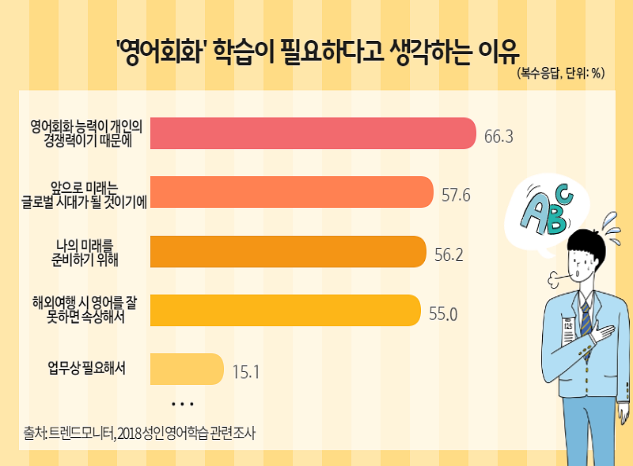 '영어회화' 학습이 필요하다고 생각하는 이유
(복수응답, 단위: %)
영어회화 능력이 개인의
경쟁력이기 때문에
66.3
앞으로 미래는
글로벌 시대가 될 것이기에
57.6
나의 미래를
준비하기 위해
56.2
해외여행 시 영어를 잘
못하면 속상해서
55.0
업무상 필요해서
15.1
...
출처: 트렌드모니터, 2018 성인 영어학습 관련 조사
ABC